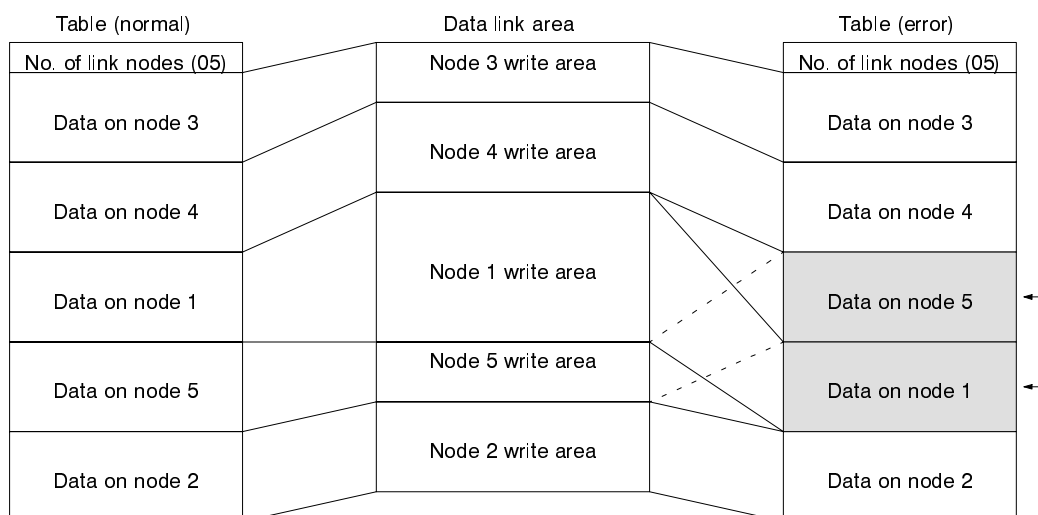 Table (normal)
Data link area
Table (error)
No. of link nodes (05)
Data on node 3
Data on node 4
Data on node 1
Data on node 5
Data on node 2
Node 3 write area
Node 4 write area
Node 1 write area
Node 5 write area
Node 2 write area
No. of link nodes (05)
Data on node 3
Data on node 4
Data on node 5
Data on node 1
Data on node 2